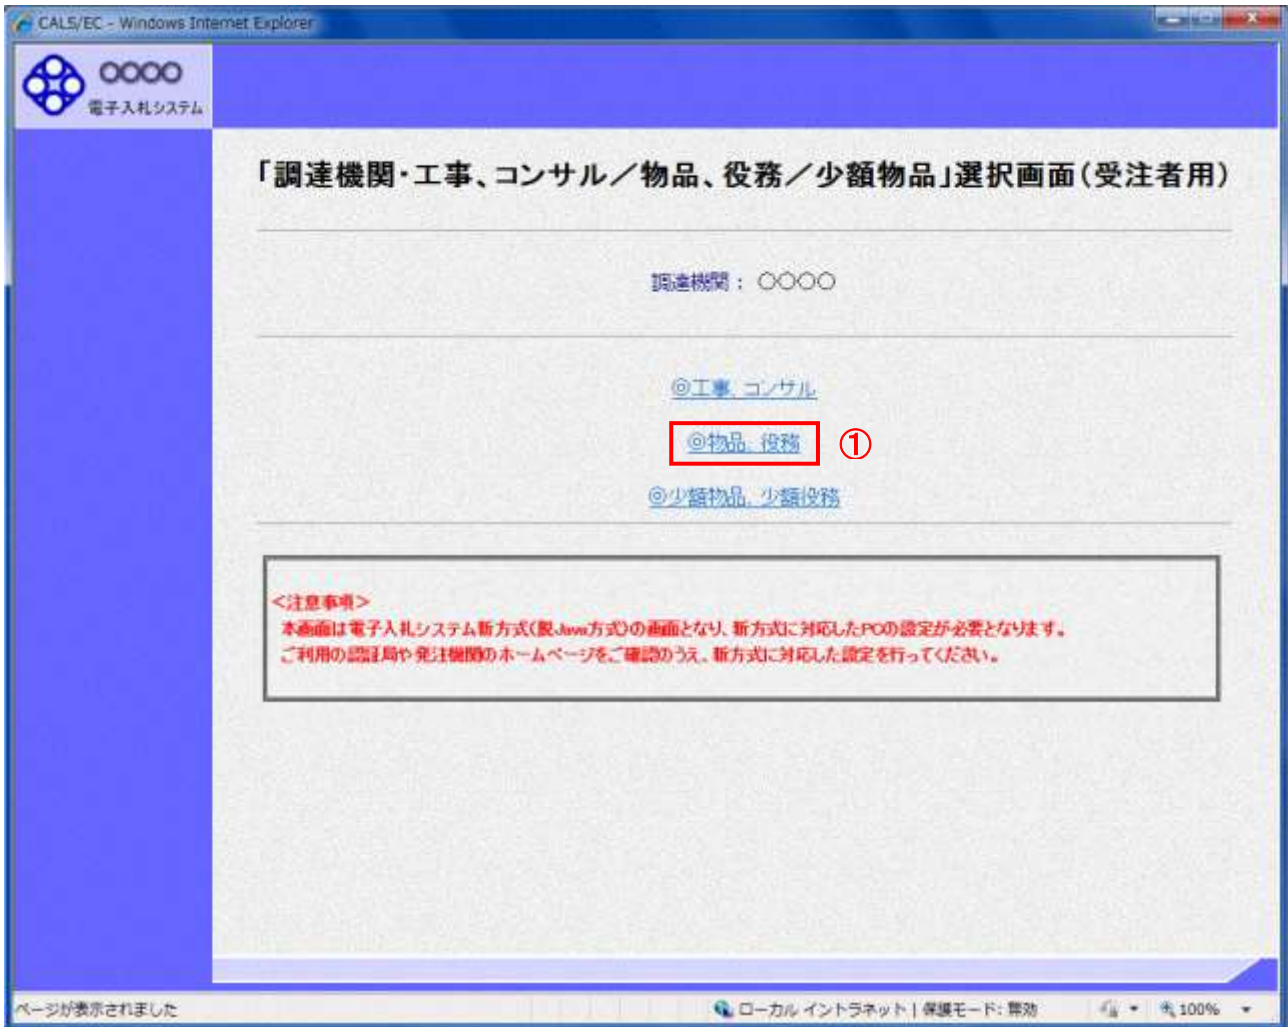 CALS/EC - Windows Internet Explorer
〇〇〇〇
電子入札システム
「調達機関・工事、コンサル／物品、役務／少額物品」選択画面（受注者用）
調達機関： 〇〇〇〇
◎工事、コンサル
◎物品、役務
①
◎少額物品、少額役務
＜注意事項＞
本画面は電子入札システム新方式（脱Java方式）の画面となり、新方式に対応したPCの設定が必要となります。
ご利用の認証局や発注機関のホームページをご確認のうえ、新方式に対応した設定を行ってください。
ページが表示されました
ローカル イントラネット | 保護モード: 無効
100%